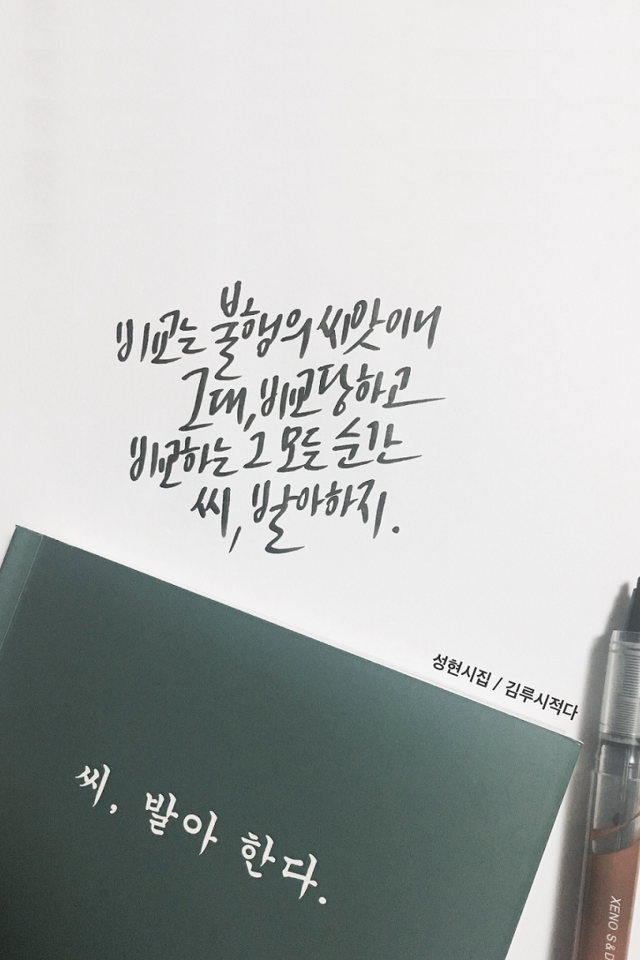 비교는 불행의 씨앗이니
그대, 비교당하고
비교하는 그 모든 순간
씨, 발아하지.
성현시집 / 김루시적다
씨, 발아 한다.
XENO S & D